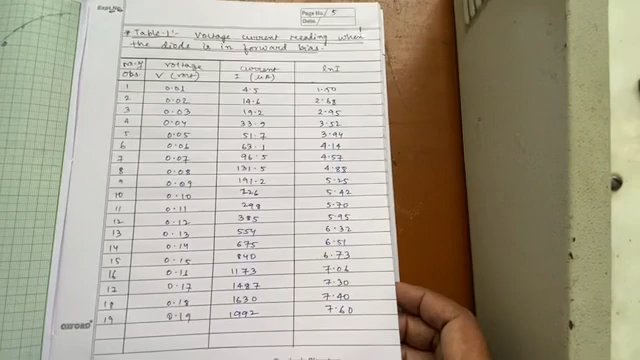 Expt. No.
Page No. 5
Date.
* Table-1:- Voltage current reading when
the diode is in forward bias.
No. of Obs. Voltage V (volt) Current I (μA) lnI
1 0.01 4.5 1.50
2 0.02 14.6 2.68
3 0.03 19.2 2.95
4 0.04 33.9 3.52
5 0.05 51.7 3.94
6 0.06 63.1 4.14
7 0.07 96.5 4.57
8 0.08 131.5 4.88
9 0.09 191.2 5.25
10 0.10 226 5.42
11 0.11 298 5.70
12 0.12 385 5.95
13 0.13 554 6.32
14 0.14 675 6.51
15 0.15 840 6.73
16 0.16 1173 7.06
17 0.17 1487 7.30
18 0.18 1630 7.40
19 0.19 1992 7.60
OXFORD